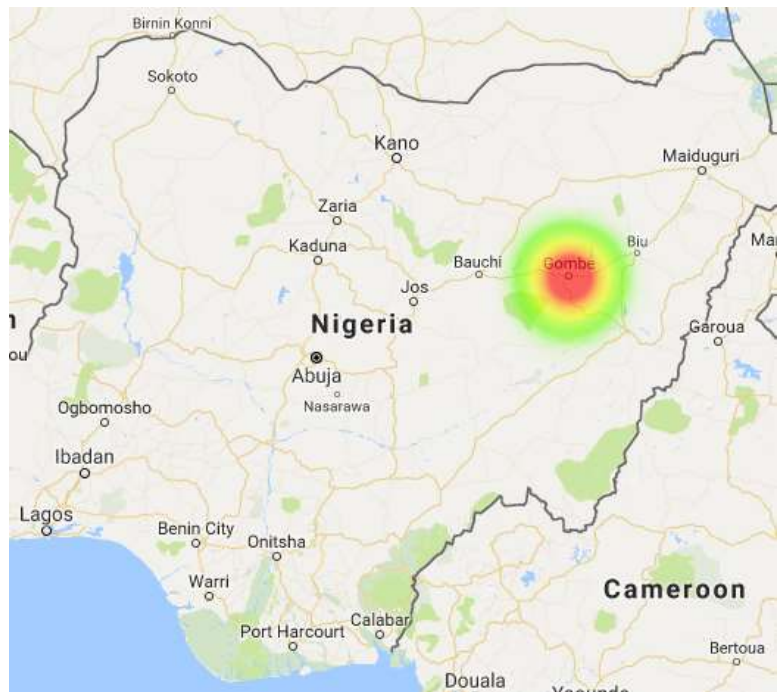 Birnin Konni
Sokoto
Kano
Maiduguri
Zaria
Kaduna
Biu
Bauchi
Gombe
Jos
Nigeria
Garoua
Abuja
Nasarawa
Ogbomosho
Ibadan
Lagos
Benin City
Onitsha
Warri
Cameroon
Calabar
Port Harcourt
Bertoua
Douala